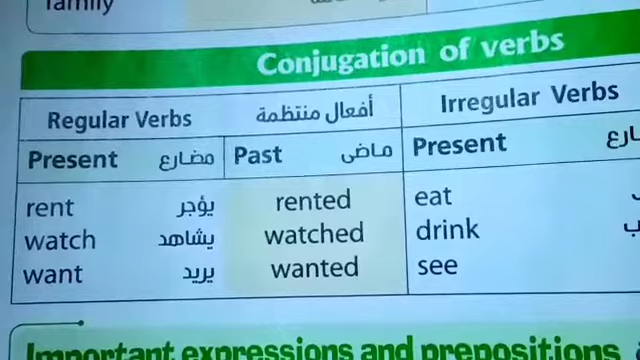 family
Conjugation of verbs
Regular Verbs أفعال منتظمة Irregular Verbs
Present مضارع Past ماضى Present
rent يؤجر rented eat
watch يشاهد watched drink
want يريد wanted see
Important expressions and prepositions